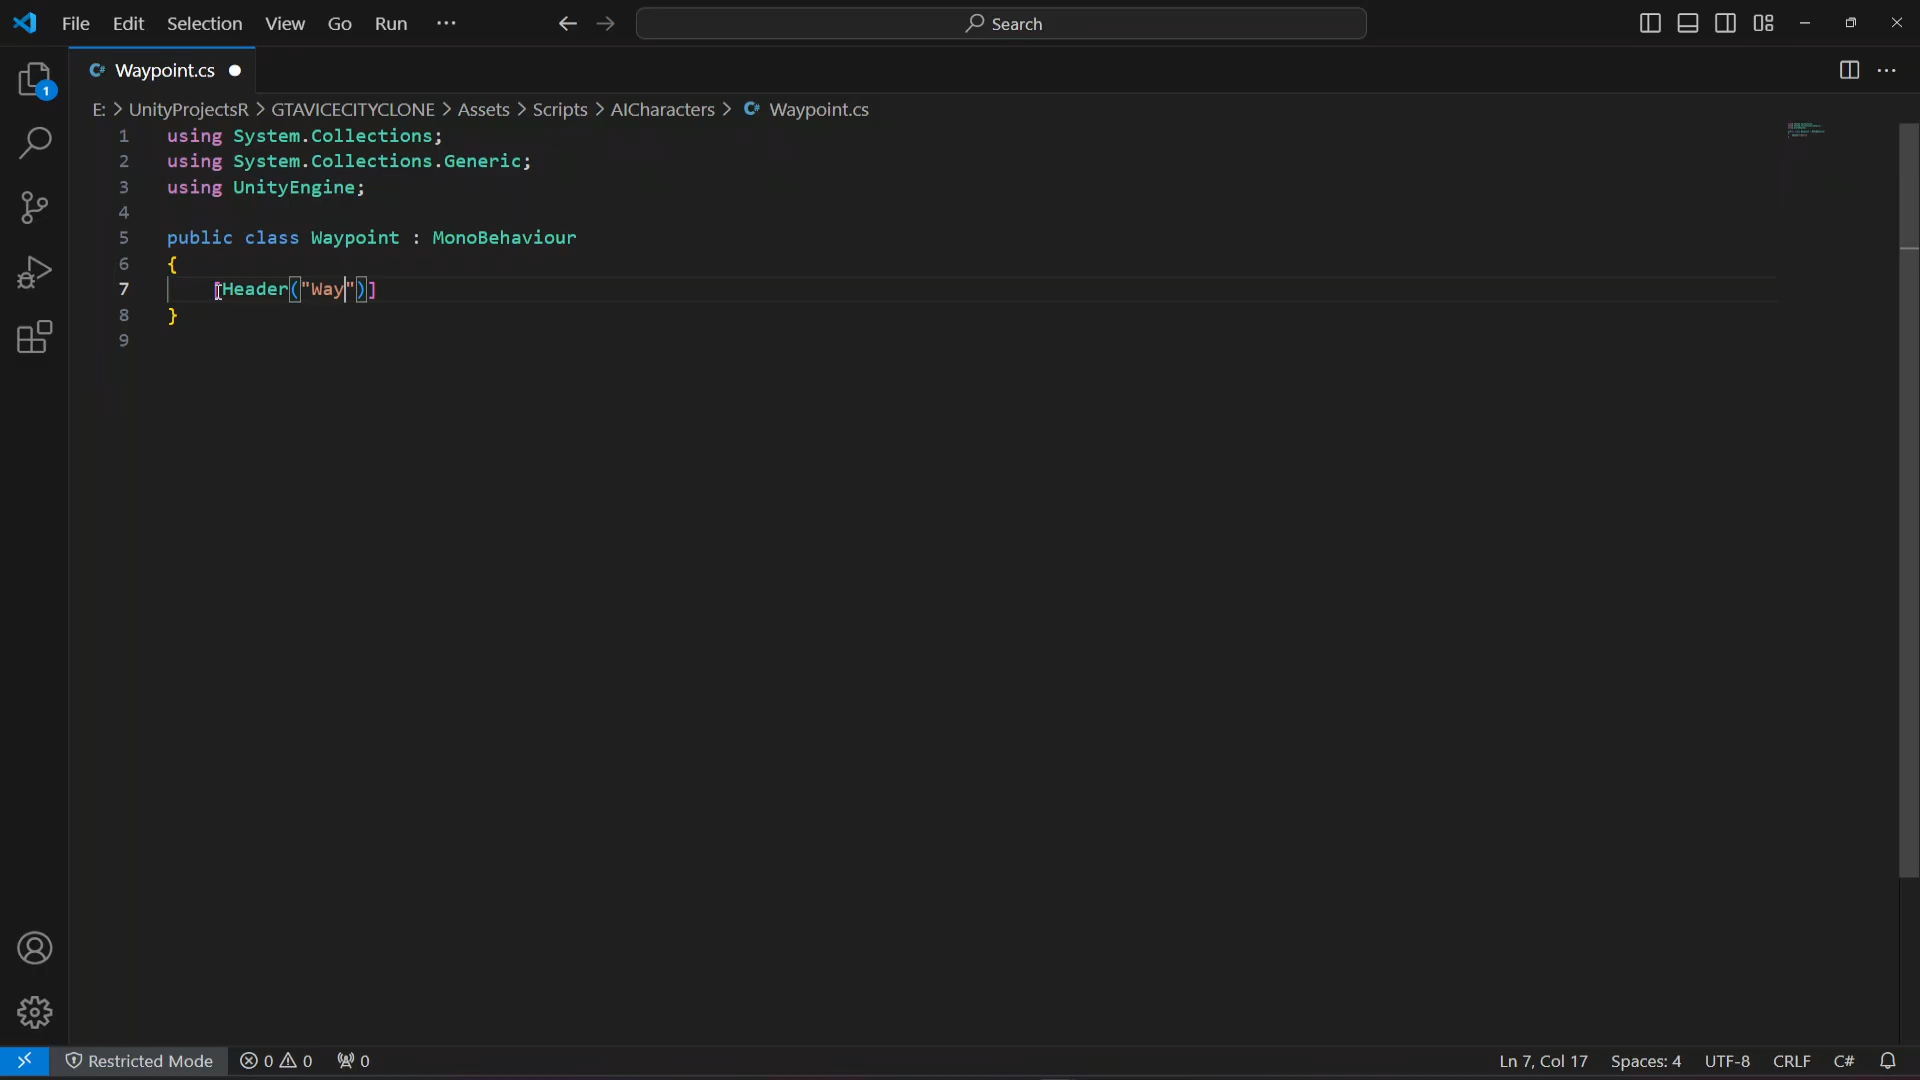 File Edit Selection View Go Run ··· Search
Waypoint.cs
E: > UnityProjectsR > GTAVICECITYCLONE > Assets > Scripts > AICharacters > Waypoint.cs
1 using System.Collections;
2 using System.Collections.Generic;
3 using UnityEngine;
4
5 public class Waypoint : MonoBehaviour
6 {
7 [Header("Way")]
8 }
9
1
Restricted Mode 0 0 0 Ln 7, Col 17 Spaces: 4 UTF-8 CRLF C#